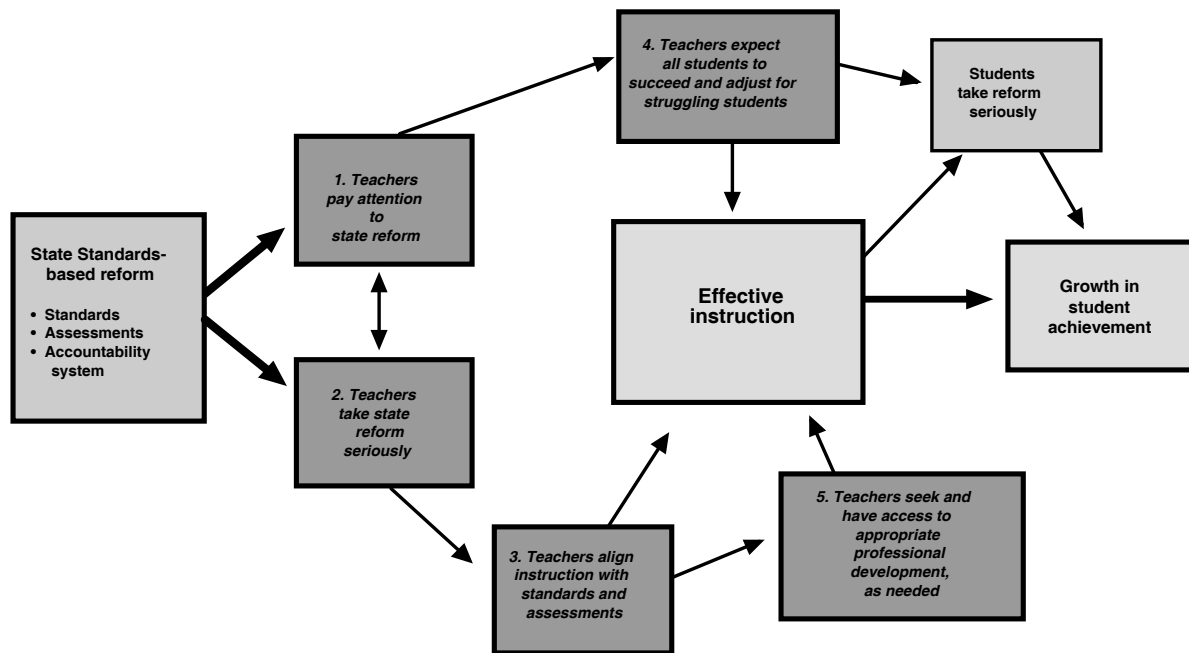 State Standards-
based reform
• Standards
• Assessments
• Accountability
system
1. Teachers
pay attention
to
state reform
2. Teachers
take state
reform
seriously
3. Teachers align
instruction with
standards and
assessments
4. Teachers expect
all students to
succeed and adjust for
struggling students
Effective
instruction
5. Teachers seek and
have access to
appropriate
professional
development,
as needed
Students
take reform
seriously
Growth in
student
achievement